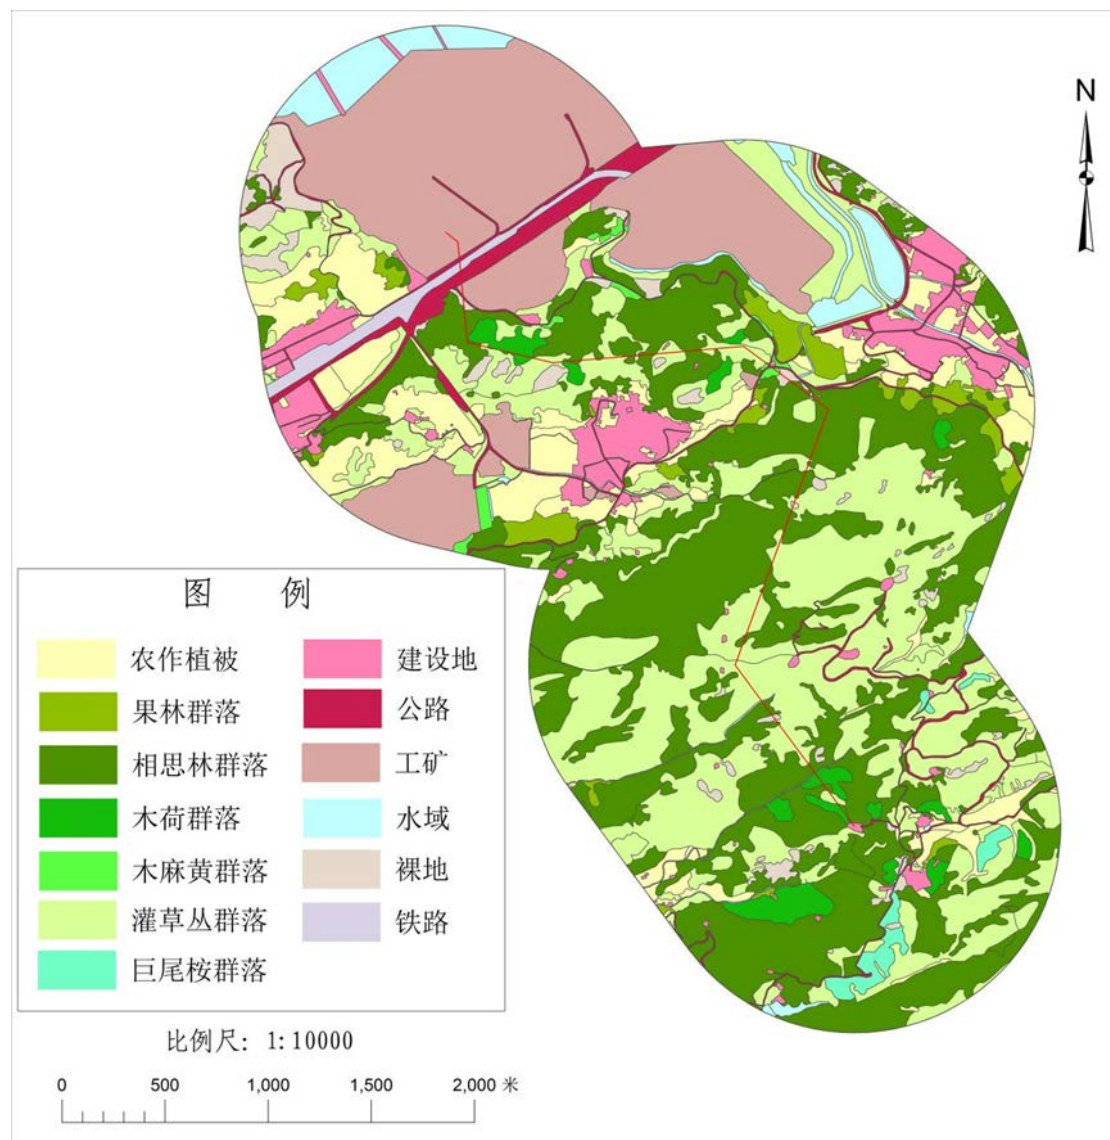 N
图 例
农作植被
建设地
果林群落
公路
相思林群落
工矿
木荷群落
水域
木麻黄群落
裸地
灌草丛群落
铁路
巨尾桉群落
比例尺: 1:10000
0 500 1,000 1,500 2,000 米